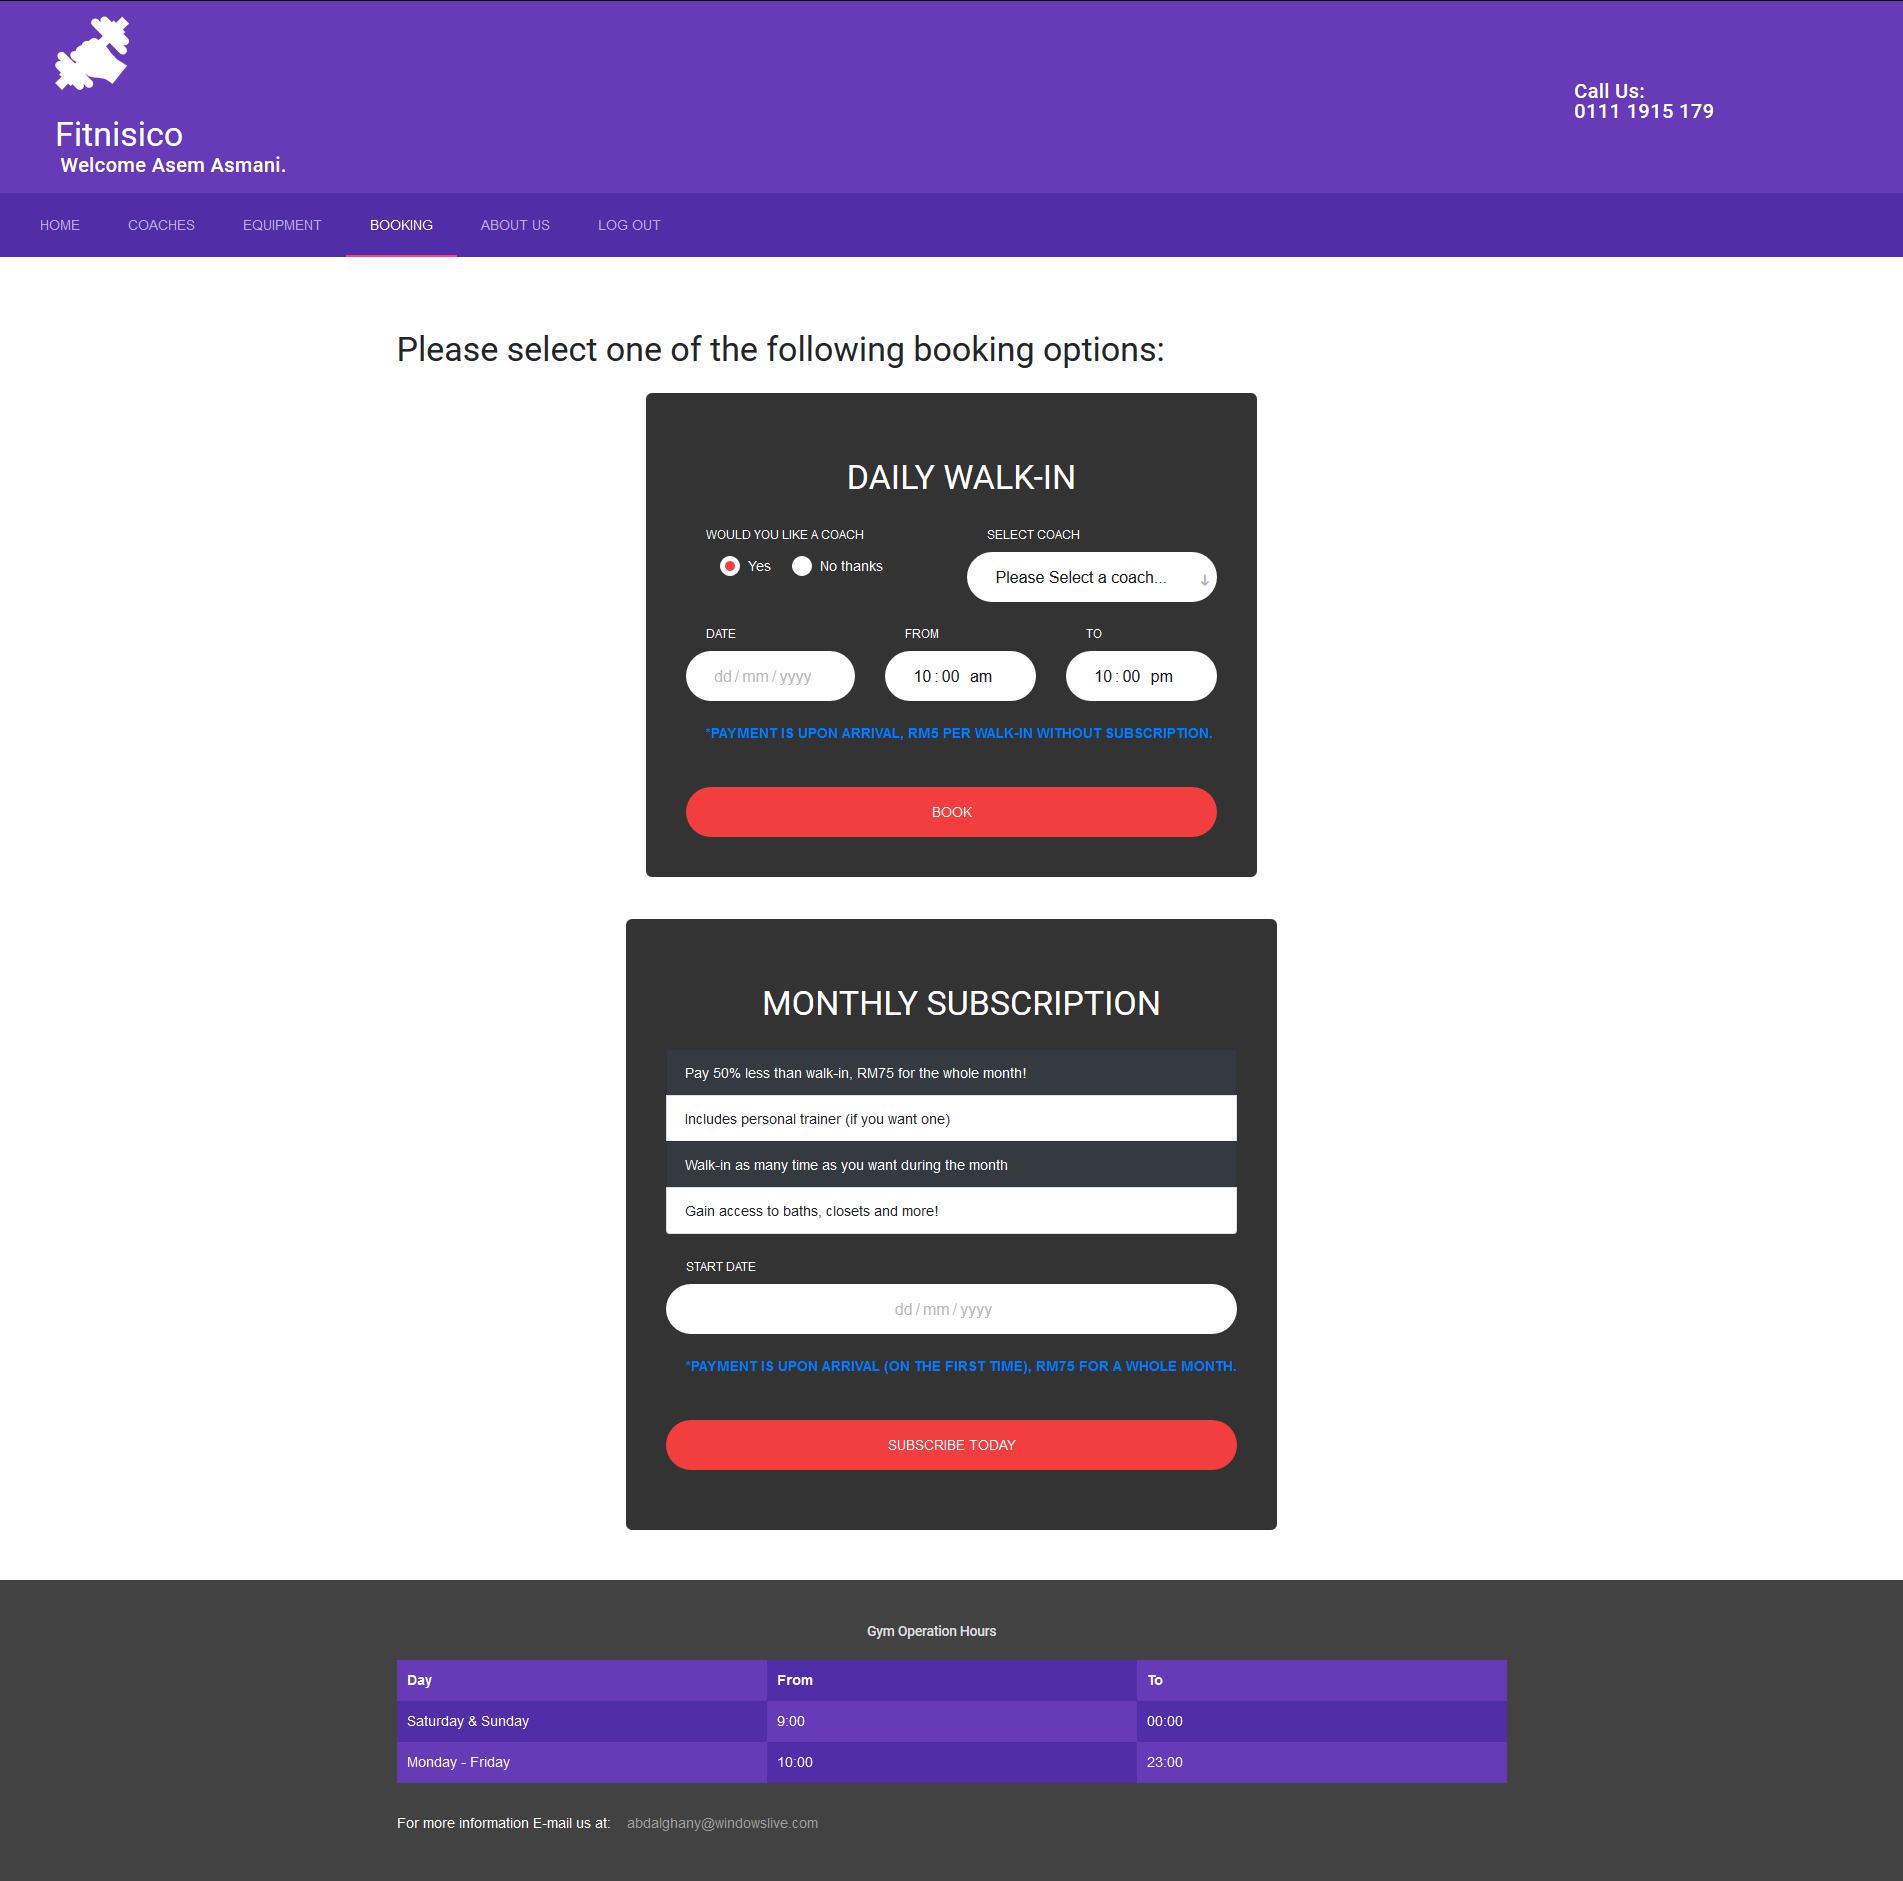 Fitnisico
Welcome Asem Asmani.
Call Us:
0111 1915 179
HOME COACHES EQUIPMENT BOOKING ABOUT US LOG OUT
Please select one of the following booking options:
DAILY WALK-IN
WOULD YOU LIKE A COACH SELECT COACH
Yes No thanks Please Select a coach...
DATE FROM TO
dd/mm/yyyy 10:00 am 10:00 pm
*PAYMENT IS UPON ARRIVAL, RM5 PER WALK-IN WITHOUT SUBSCRIPTION.
BOOK
MONTHLY SUBSCRIPTION
Pay 50% less than walk-in, RM75 for the whole month!
Includes personal trainer (if you want one)
Walk-in as many time as you want during the month
Gain access to baths, closets and more!
START DATE
dd/mm/yyyy
*PAYMENT IS UPON ARRIVAL (ON THE FIRST TIME), RM75 FOR A WHOLE MONTH.
SUBSCRIBE TODAY
Gym Operation Hours
Day From To
Saturday & Sunday 9:00 00:00
Monday - Friday 10:00 23:00
For more information E-mail us at: abdalghany@windowslive.com